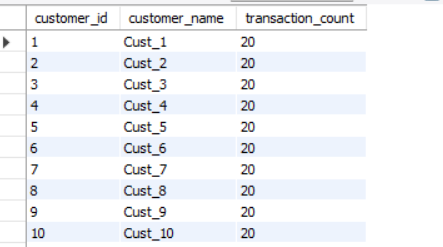 customer_id customer_name transaction_count
1 Cust_1 20
2 Cust_2 20
3 Cust_3 20
4 Cust_4 20
5 Cust_5 20
6 Cust_6 20
7 Cust_7 20
8 Cust_8 20
9 Cust_9 20
10 Cust_10 20